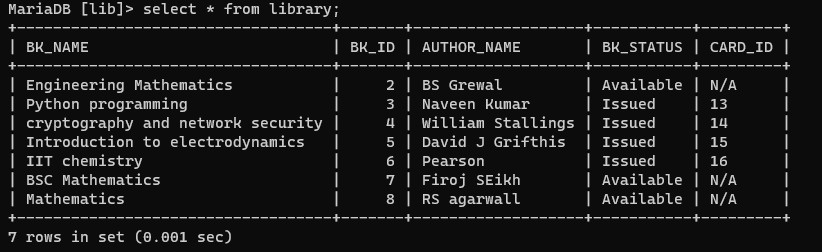 MariaDB [lib]> select * from library;
+----------------------------------+-------+-------------------+-----------+---------+
| BK_NAME                          | BK_ID | AUTHOR_NAME       | BK_STATUS | CARD_ID |
+----------------------------------+-------+-------------------+-----------+---------+
| Engineering Mathematics          |     2 | BS Grewal         | Available | N/A     |
| Python programming               |     3 | Naveen Kumar      | Issued    | 13      |
| cryptography and network security |     4 | William Stallings | Issued    | 14      |
| Introduction to electrodynamics  |     5 | David J Grifthis  | Issued    | 15      |
| IIT chemistry                    |     6 | Pearson           | Issued    | 16      |
| BSC Mathematics                  |     7 | Firoj SEikh       | Available | N/A     |
| Mathematics                      |     8 | RS agarwall       | Available | N/A     |
+----------------------------------+-------+-------------------+-----------+---------+
7 rows in set (0.001 sec)